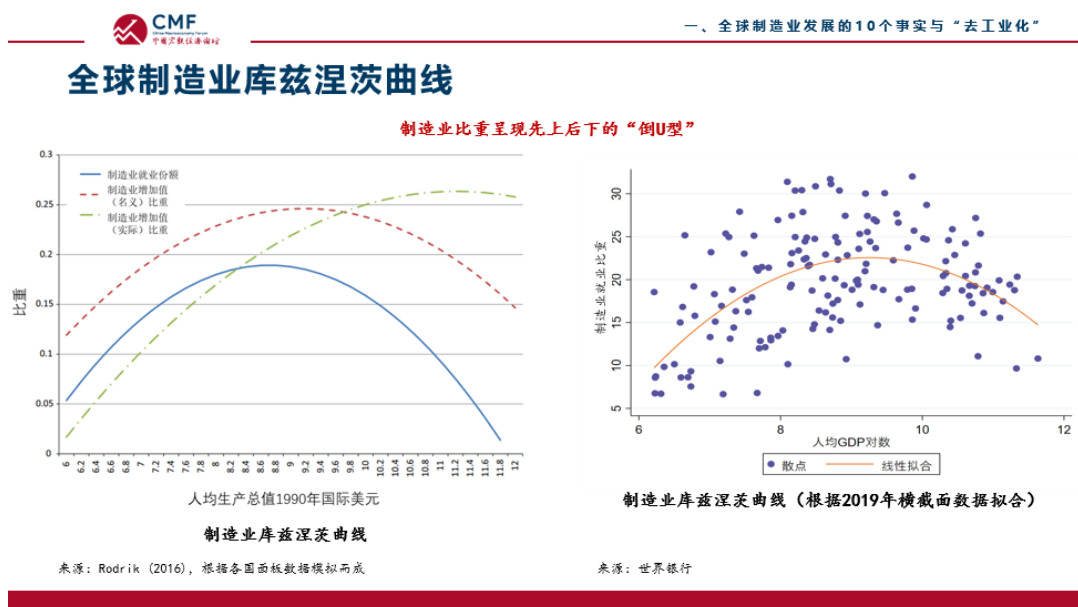 CMF
China Macroeconomy Forum
中国宏观经济论坛
一、全球制造业发展的10个事实与“去工业化”
全球制造业库兹涅茨曲线
制造业比重呈现先上后下的“倒U型”
0.3
0.25
0.2
0.15
0.1
0.05
0
比重
制造业就业份额
制造业增加值
（名义）比重
制造业增加值
（实际）比重
6 6.2 6.4 6.6 6.8 7 7.2 7.4 7.6 7.8 8 8.2 8.4 8.6 8.8 9 9.2 9.4 9.6 9.8 10 10.2 10.4 10.6 10.8 11 11.2 11.4 11.6 11.8 12
人均生产总值1990年国际美元
制造业库兹涅茨曲线
来源：Rodrik (2016)，根据各国面板数据模拟而成
30
25
20
15
10
5
制造业就业比重
6 8 10 12
人均GDP对数
散点 线性拟合
制造业库兹涅茨曲线（根据2019年横截面数据拟合）
来源：世界银行